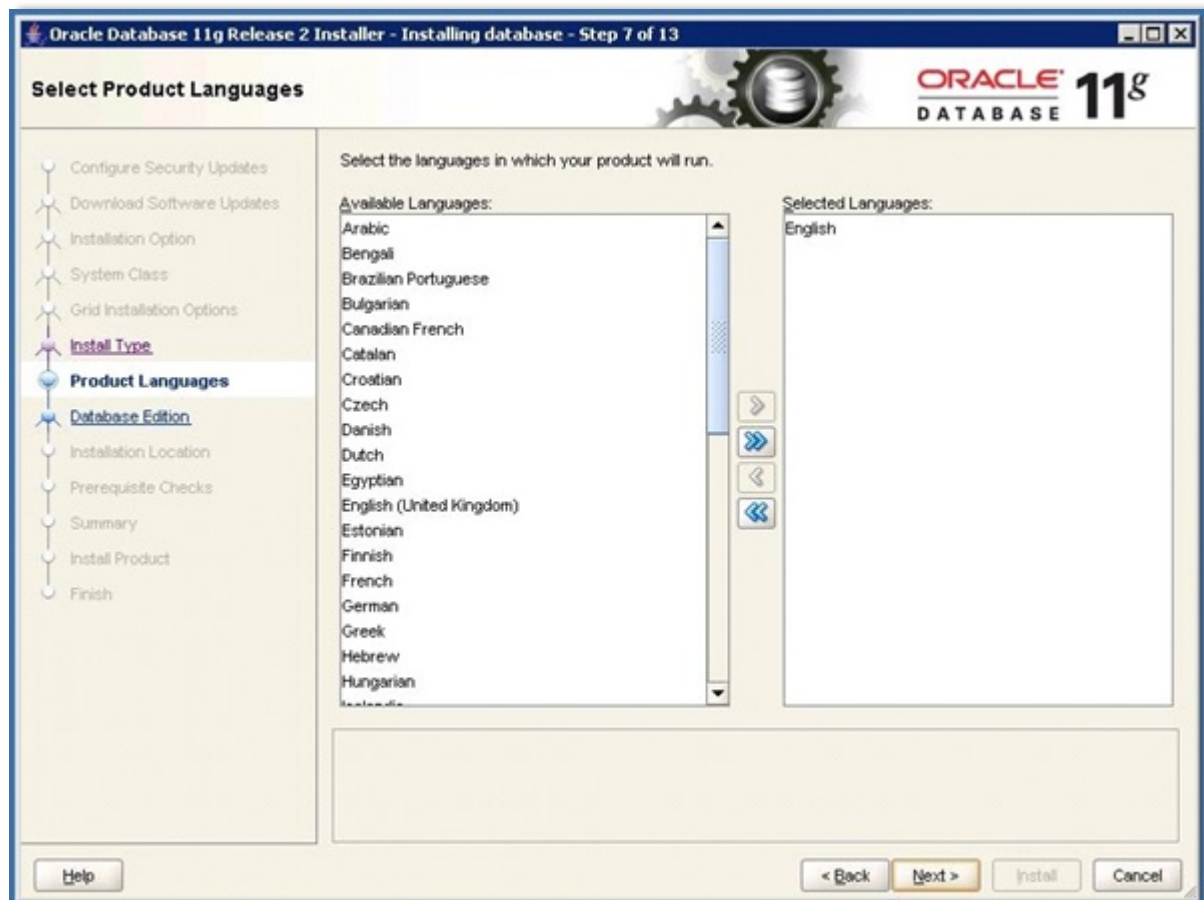 Oracle Database 11g Release 2 Installer - Installing database - Step 7 of 13
Select Product Languages
ORACLE
DATABASE
11g
Configure Security Updates
Download Software Updates
Installation Option
System Class
Grid Installation Options
Install Type
Product Languages
Database Edition
Installation Location
Prerequisite Checks
Summary
Install Product
Finish
Select the languages in which your product will run.
Available Languages:
Arabic
Bengali
Brazilian Portuguese
Bulgarian
Canadian French
Catalan
Croatian
Czech
Danish
Dutch
Egyptian
English (United Kingdom)
Estonian
Finnish
French
German
Greek
Hebrew
Hungarian
Selected Languages:
English
Help
< Back
Next >
Install
Cancel